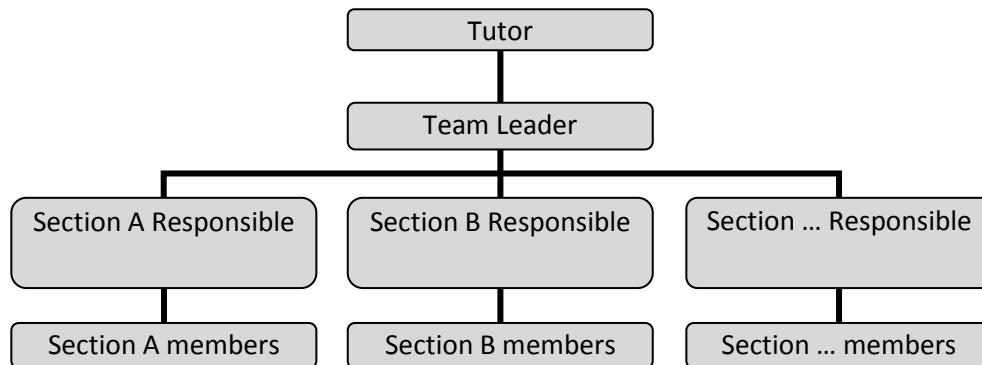 Tutor
Team Leader
Section A Responsible
Section B Responsible
Section … Responsible
Section A members
Section B members
Section … members